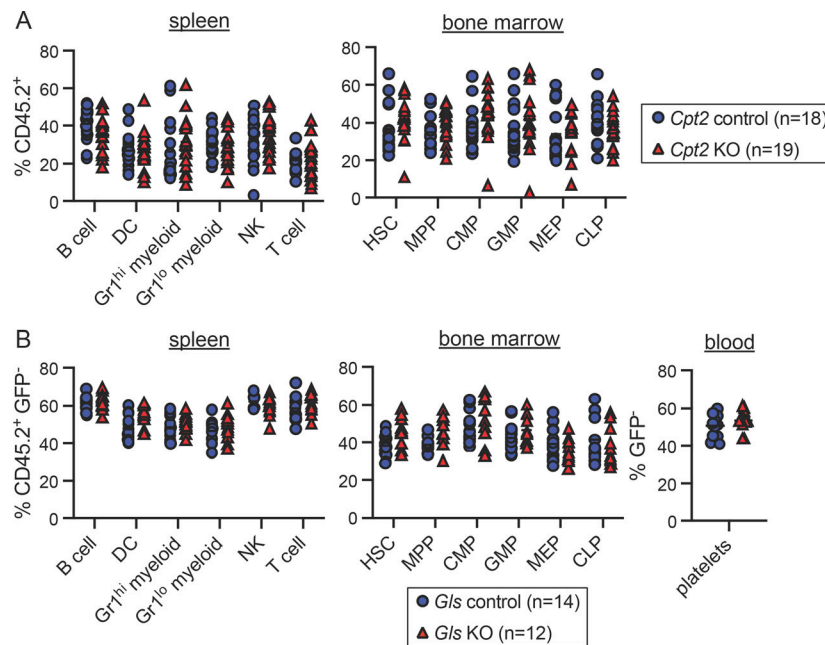 A
spleen
bone marrow
% CD45.2⁺
80
60
40
20
0
B cell
DC
Gr1ʰⁱ myeloid
Gr1ˡᵒ myeloid
NK
T cell
80
60
40
20
0
HSC
MPP
CMP
GMP
MEP
CLP
Cpt2 control (n=18)
Cpt2 KO (n=19)
B
spleen
bone marrow
blood
% CD45.2⁺ GFP⁻
80
60
40
20
0
B cell
DC
Gr1ʰⁱ myeloid
Gr1ˡᵒ myeloid
NK
T cell
80
60
40
20
0
HSC
MPP
CMP
GMP
MEP
CLP
% GFP⁻
80
60
40
20
0
platelets
Gls control (n=14)
Gls KO (n=12)